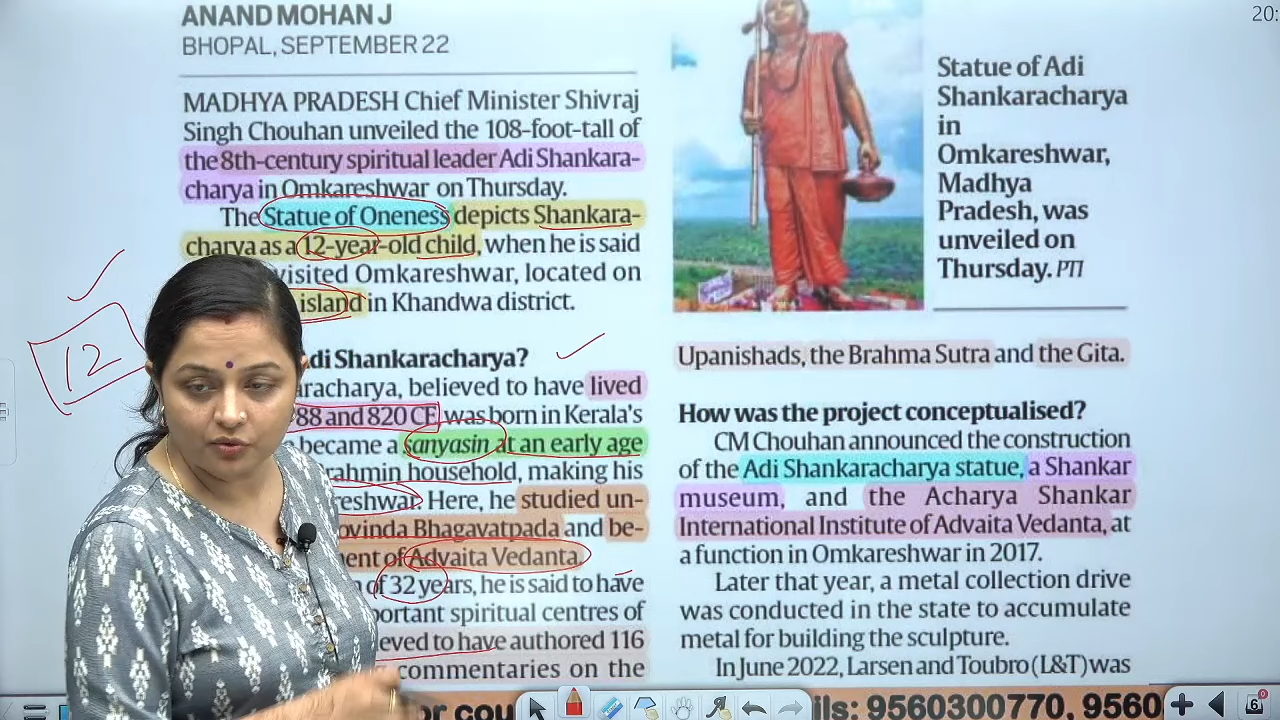 ANAND MOHAN J
BHOPAL, SEPTEMBER 22
MADHYA PRADESH Chief Minister Shivraj
Singh Chouhan unveiled the 108-foot-tall of
the 8th-century spiritual leader Adi Shankara-
charya in Omkareshwar on Thursday.
The Statue of Oneness depicts Shankara-
charya as a 12-year-old child, when he is said
visited Omkareshwar, located on
island in Khandwa district.
di Shankaracharya?
aracharya, believed to have lived
88 and 820 CE, was born in Kerala's
became a sanyasin at an early age
rahmin household, making his
reshwar. Here, he studied un-
ovinda Bhagavatpada and be-
ent of Advaita Vedanta.
of 32 years, he is said to have
portant spiritual centres of
eved to have authored 116
commentaries on the
12
Statue of Adi
Shankaracharya
in
Omkareshwar,
Madhya
Pradesh, was
unveiled on
Thursday. PTI
Upanishads, the Brahma Sutra and the Gita.
How was the project conceptualised?
CM Chouhan announced the construction
of the Adi Shankaracharya statue, a Shankar
museum, and the Acharya Shankar
International Institute of Advaita Vedanta, at
a function in Omkareshwar in 2017.
Later that year, a metal collection drive
was conducted in the state to accumulate
metal for building the sculpture.
In June 2022, Larsen and Toubro (L&T) was
20:
or cou
ils: 9560300770, 9560
6